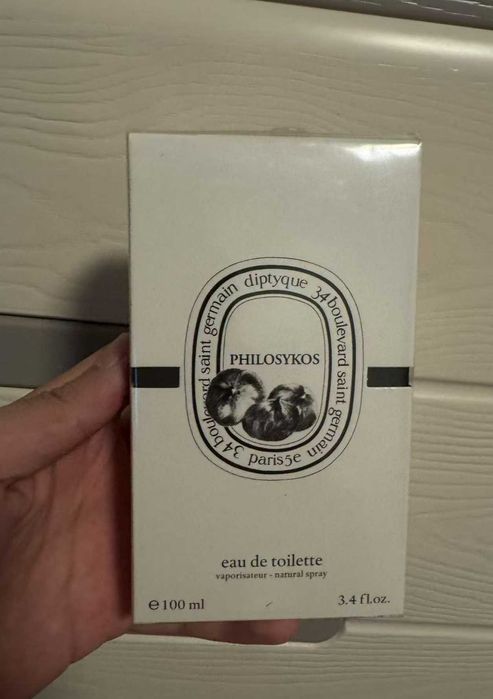 34 boulevard saint germain diptyque 34 boulevard saint germain paris5e
PHILOSYKOS
eau de toilette
vaporisateur - natural spray
e 100 ml
3.4 fl.oz.